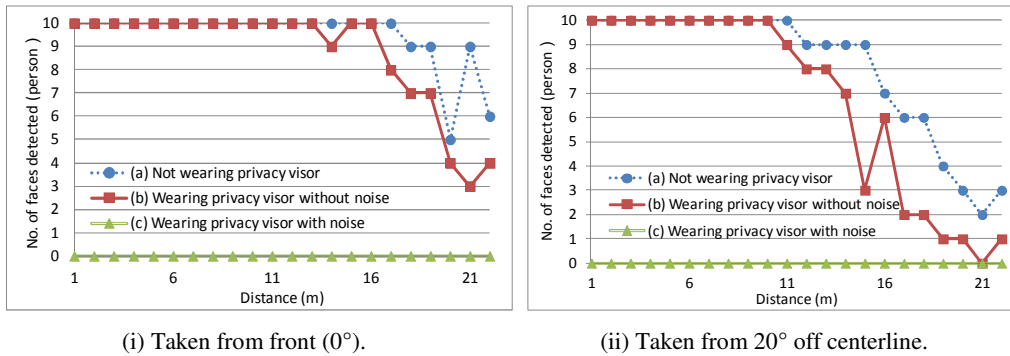 No. of faces detected (person)
10
9
8
7
6
5
4
3
2
1
0
(a) Not wearing privacy visor
(b) Wearing privacy visor without noise
(c) Wearing privacy visor with noise
1 6 11 16 21
Distance (m)
(i) Taken from front (0°).
No. of faces detected (person)
10
9
8
7
6
5
4
3
2
1
0
(a) Not wearing privacy visor
(b) Wearing privacy visor without noise
(c) Wearing privacy visor with noise
1 6 11 16 21
Distance (m)
(ii) Taken from 20° off centerline.